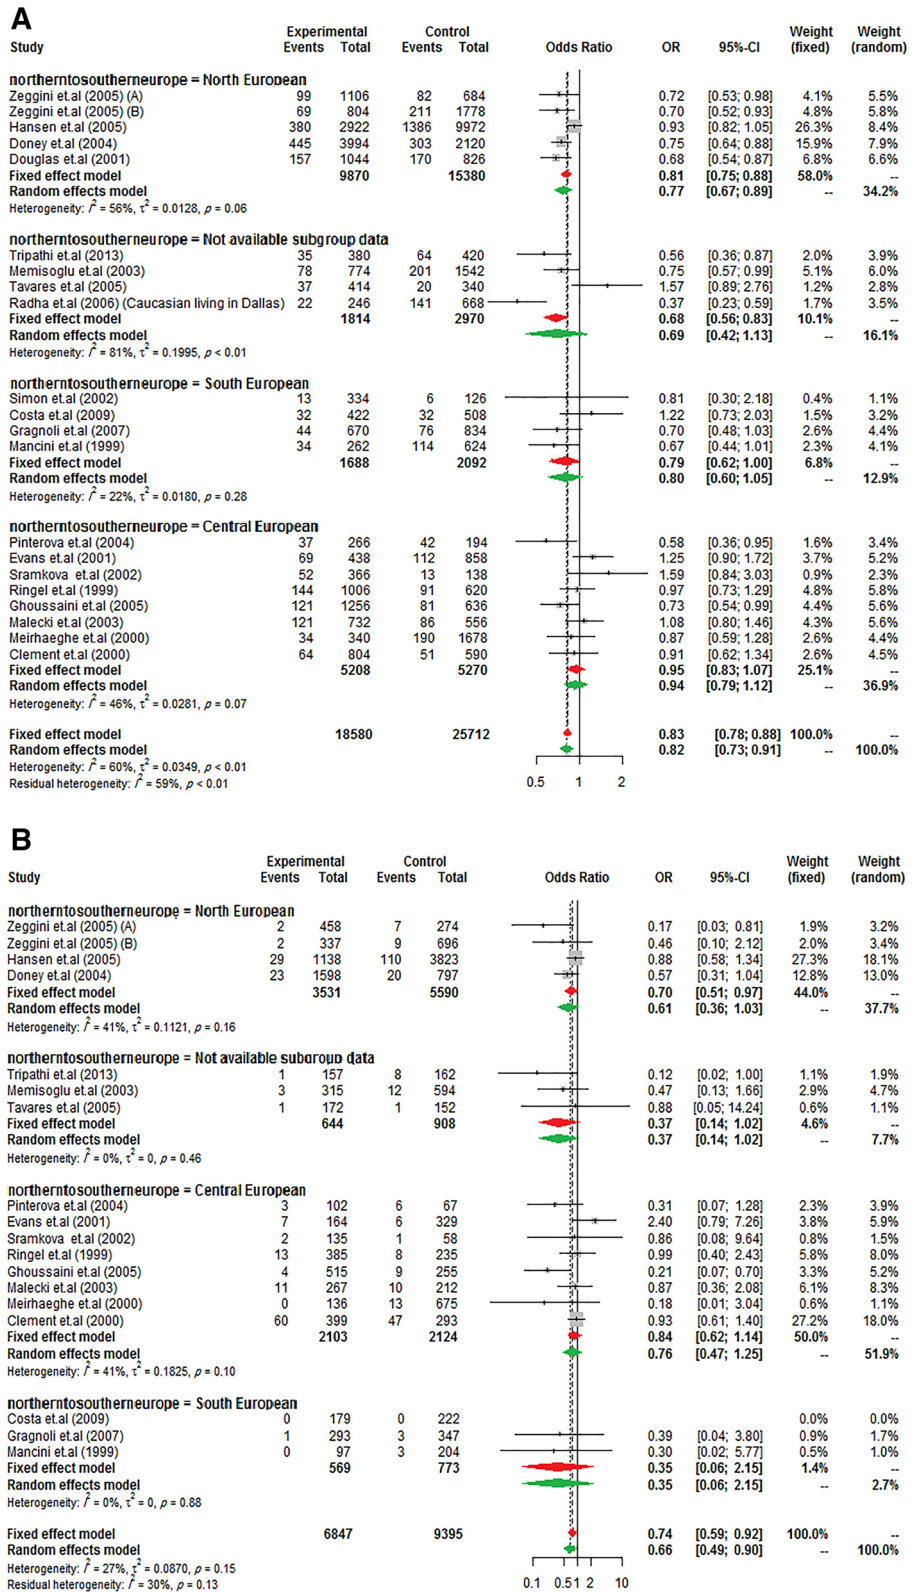 A
Experimental Control Weight Weight
Study Events Total Events Total Odds Ratio OR 95%-CI (fixed) (random)
northerntosoutherneurope = North European
Zeggini et.al (2005) (A) 99 1106 82 684 0.72 [0.53; 0.98] 4.1% 5.5%
Zeggini et.al (2005) (B) 69 804 211 1778 0.70 [0.52; 0.93] 4.8% 5.8%
Hansen et.al (2005) 380 2922 1386 9972 0.93 [0.82; 1.05] 26.3% 8.4%
Doney et.al (2004) 445 3994 303 2120 0.75 [0.64; 0.88] 15.9% 7.9%
Douglas et.al (2001) 157 1044 170 826 0.68 [0.54; 0.87] 6.8% 6.6%
Fixed effect model 9870 15380 0.81 [0.75; 0.88] 58.0% --
Random effects model 0.77 [0.67; 0.89] -- 34.2%
Heterogeneity: I² = 56%, τ² = 0.0128, p = 0.06
northerntosoutherneurope = Not available subgroup data
Tripathi et.al (2013) 35 380 64 420 0.56 [0.36; 0.87] 2.0% 3.9%
Memisoglu et.al (2003) 78 774 201 1542 0.75 [0.57; 0.99] 5.1% 6.0%
Tavares et.al (2005) 37 414 20 340 1.57 [0.89; 2.76] 1.2% 2.8%
Radha et.al (2006) (Caucasian living in Dallas) 22 246 141 668 0.37 [0.23; 0.59] 1.7% 3.5%
Fixed effect model 1814 2970 0.68 [0.56; 0.83] 10.1% --
Random effects model 0.69 [0.42; 1.13] -- 16.1%
Heterogeneity: I² = 81%, τ² = 0.1995, p < 0.01
northerntosoutherneurope = South European
Simon et.al (2002) 13 334 6 126 0.81 [0.30; 2.18] 0.4% 1.1%
Costa et.al (2009) 32 422 32 508 1.22 [0.73; 2.03] 1.5% 3.2%
Gragnoli et.al (2007) 44 670 76 834 0.70 [0.48; 1.03] 2.6% 4.4%
Mancini et.al (1999) 34 262 114 624 0.67 [0.44; 1.01] 2.3% 4.1%
Fixed effect model 1688 2092 0.79 [0.62; 1.00] 6.8% --
Random effects model 0.80 [0.60; 1.05] -- 12.9%
Heterogeneity: I² = 22%, τ² = 0.0180, p = 0.28
northerntosoutherneurope = Central European
Pinterova et.al (2004) 37 266 42 194 0.58 [0.36; 0.95] 1.6% 3.4%
Evans et.al (2001) 69 438 112 858 1.25 [0.90; 1.72] 3.7% 5.2%
Sramkova et.al (2002) 52 366 13 138 1.59 [0.84; 3.03] 0.9% 2.3%
Ringel et.al (1999) 144 1006 91 620 0.97 [0.73; 1.29] 4.8% 5.8%
Ghoussaini et.al (2005) 121 1256 81 636 0.73 [0.54; 0.99] 4.4% 5.6%
Malecki et.al (2003) 121 732 86 556 1.08 [0.80; 1.46] 4.3% 5.6%
Meirhaeghe et.al (2000) 34 340 190 1678 0.87 [0.59; 1.28] 2.6% 4.4%
Clement et.al (2000) 64 804 51 590 0.91 [0.62; 1.34] 2.6% 4.5%
Fixed effect model 5208 5270 0.95 [0.83; 1.07] 25.1% --
Random effects model 0.94 [0.79; 1.12] -- 36.9%
Heterogeneity: I² = 46%, τ² = 0.0281, p = 0.07
Fixed effect model 18580 25712 0.83 [0.78; 0.88] 100.0% --
Random effects model 0.82 [0.73; 0.91] -- 100.0%
Heterogeneity: I² = 60%, τ² = 0.0349, p < 0.01
Residual heterogeneity: I² = 59%, p < 0.01
0.5 1 2
B
Experimental Control Weight Weight
Study Events Total Events Total Odds Ratio OR 95%-CI (fixed) (random)
northerntosoutherneurope = North European
Zeggini et.al (2005) (A) 2 458 7 274 0.17 [0.03; 0.81] 1.9% 3.2%
Zeggini et.al (2005) (B) 2 337 9 696 0.46 [0.10; 2.12] 2.0% 3.4%
Hansen et.al (2005) 29 1138 110 3823 0.88 [0.58; 1.34] 27.3% 18.1%
Doney et.al (2004) 23 1598 20 797 0.57 [0.31; 1.04] 12.8% 13.0%
Fixed effect model 3531 5590 0.70 [0.51; 0.97] 44.0% --
Random effects model 0.61 [0.36; 1.03] -- 37.7%
Heterogeneity: I² = 41%, τ² = 0.1121, p = 0.16
northerntosoutherneurope = Not available subgroup data
Tripathi et.al (2013) 1 157 8 162 0.12 [0.02; 1.00] 1.1% 1.9%
Memisoglu et.al (2003) 3 315 12 594 0.47 [0.13; 1.66] 2.9% 4.7%
Tavares et.al (2005) 1 172 1 152 0.88 [0.05; 14.24] 0.6% 1.1%
Fixed effect model 644 908 0.37 [0.14; 1.02] 4.6% --
Random effects model 0.37 [0.14; 1.02] -- 7.7%
Heterogeneity: I² = 0%, τ² = 0, p = 0.46
northerntosoutherneurope = Central European
Pinterova et.al (2004) 3 102 6 67 0.31 [0.07; 1.28] 2.3% 3.9%
Evans et.al (2001) 7 164 6 329 2.40 [0.79; 7.26] 3.8% 5.9%
Sramkova et.al (2002) 2 135 1 58 0.86 [0.08; 9.64] 0.8% 1.5%
Ringel et.al (1999) 13 385 8 235 0.99 [0.40; 2.43] 5.8% 8.0%
Ghoussaini et.al (2005) 4 515 9 255 0.21 [0.07; 0.70] 3.3% 5.2%
Malecki et.al (2003) 11 267 10 212 0.87 [0.36; 2.08] 6.1% 8.3%
Meirhaeghe et.al (2000) 0 136 13 675 0.18 [0.01; 3.04] 0.6% 1.1%
Clement et.al (2000) 60 399 47 293 0.93 [0.61; 1.40] 27.2% 18.0%
Fixed effect model 2103 2124 0.84 [0.62; 1.14] 50.0% --
Random effects model 0.76 [0.47; 1.25] -- 51.9%
Heterogeneity: I² = 41%, τ² = 0.1825, p = 0.10
northerntosoutherneurope = South European
Costa et.al (2009) 0 179 0 222 0.0% 0.0%
Gragnoli et.al (2007) 1 293 3 347 0.39 [0.04; 3.80] 0.9% 1.7%
Mancini et.al (1999) 0 97 3 204 0.30 [0.02; 5.77] 0.5% 1.0%
Fixed effect model 569 773 0.35 [0.06; 2.15] 1.4% --
Random effects model 0.35 [0.06; 2.15] -- 2.7%
Heterogeneity: I² = 0%, τ² = 0, p = 0.88
Fixed effect model 6847 9395 0.74 [0.59; 0.92] 100.0% --
Random effects model 0.66 [0.49; 0.90] -- 100.0%
Heterogeneity: I² = 27%, τ² = 0.0870, p = 0.15
Residual heterogeneity: I² = 30%, p = 0.13
0.1 0.5 1 2 10